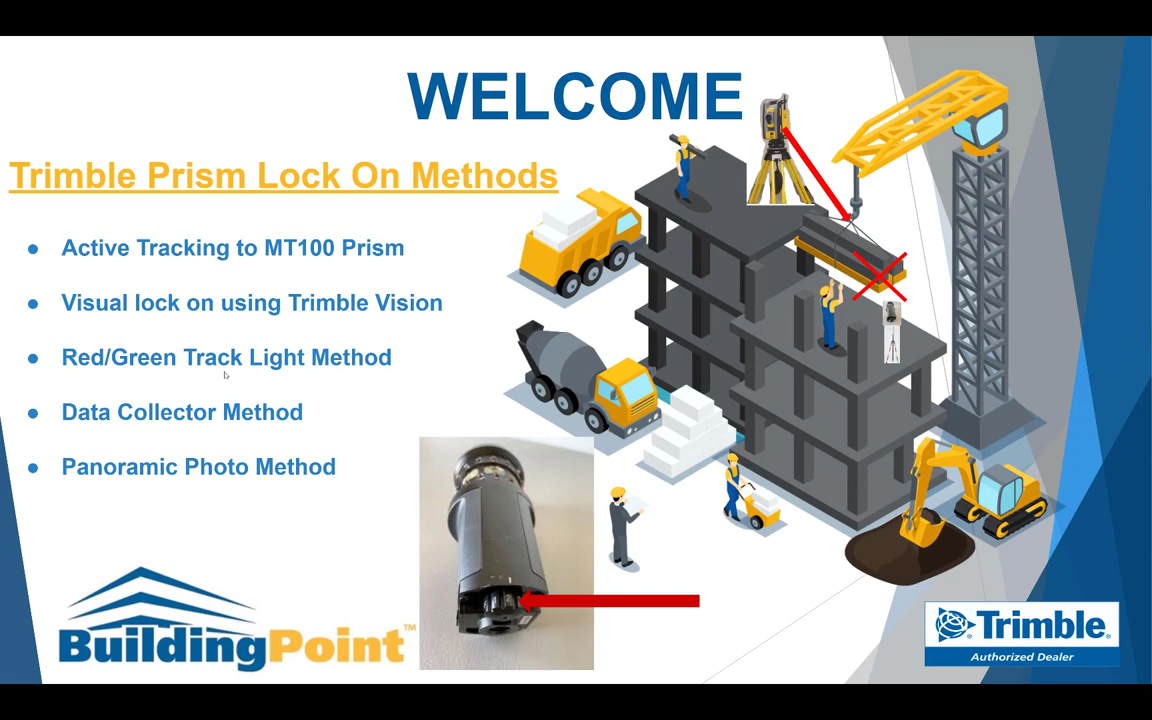 WELCOME
Trimble Prism Lock On Methods
● Active Tracking to MT100 Prism
● Visual lock on using Trimble Vision
● Red/Green Track Light Method
● Data Collector Method
● Panoramic Photo Method
BuildingPoint™
Trimble®
Authorized Dealer